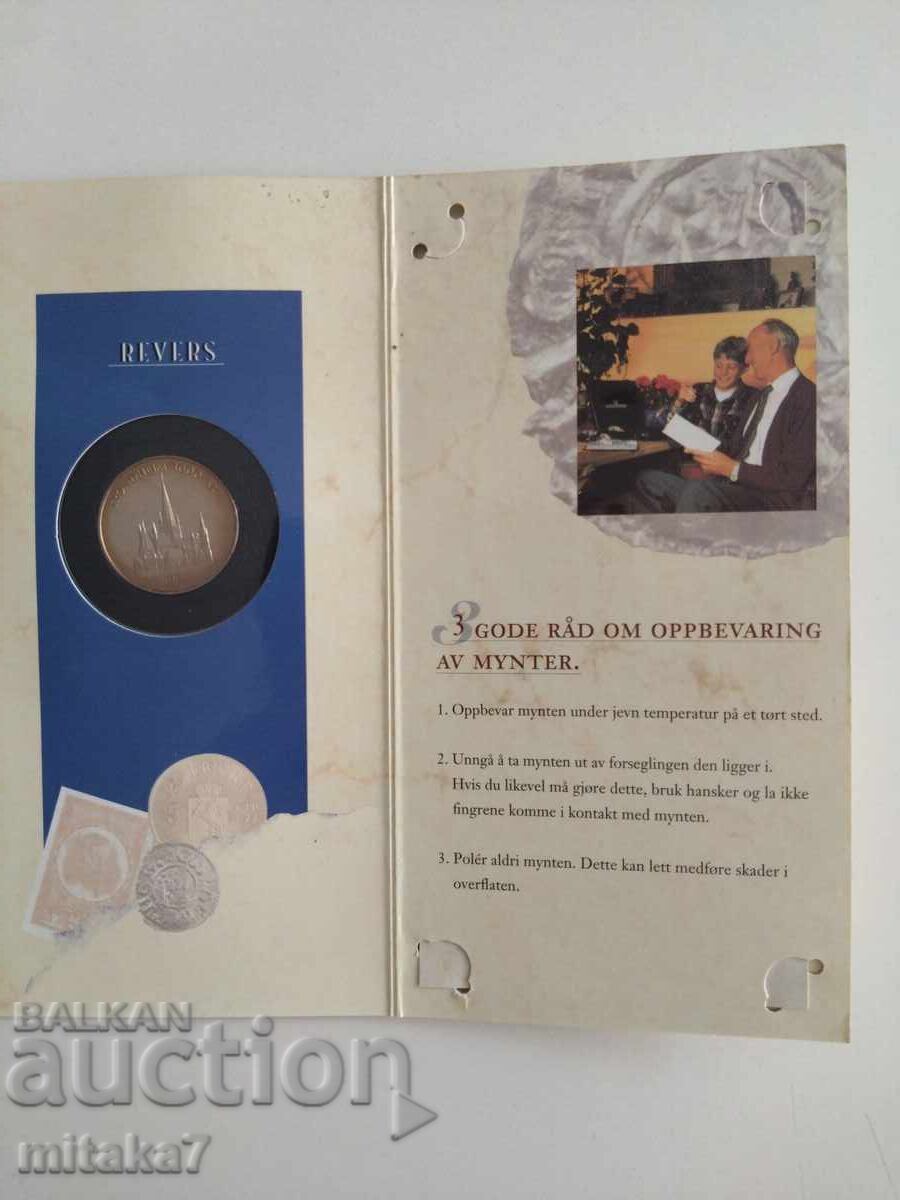 REVERS
3 GODE RÅD OM OPPBEVARING
AV MYNTER.
1. Oppbevar mynten under jevn temperatur på et tørt sted.
2. Unngå å ta mynten ut av forseglingen den ligger i.
Hvis du likevel må gjøre dette, bruk hansker og la ikke
fingrene komme i kontakt med mynten.
3. Polér aldri mynten. Dette kan lett medføre skader i
overflaten.
BALKAN
auction
mitaka7